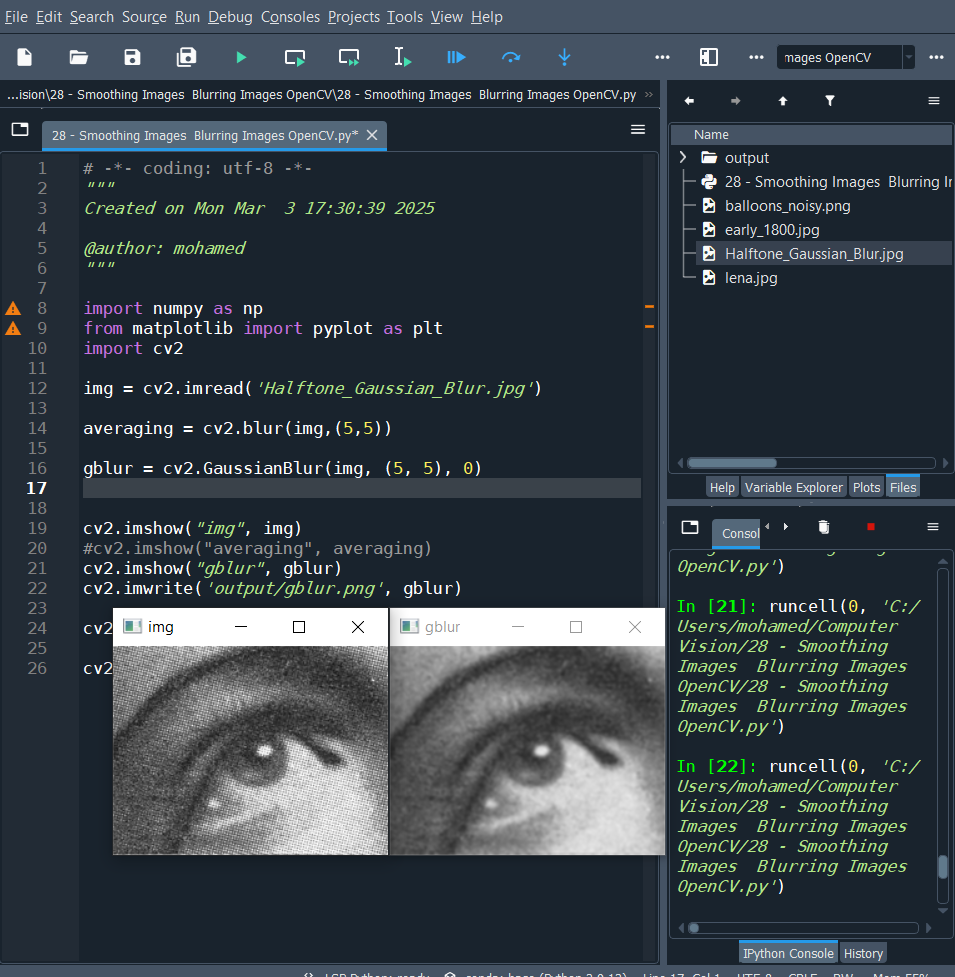 File Edit Search Source Run Debug Consoles Projects Tools View Help
mages OpenCV
...ision\28 - Smoothing Images  Blurring Images OpenCV\28 - Smoothing Images  Blurring Images OpenCV.py
28 - Smoothing Images  Blurring Images OpenCV.py*
1 # -*- coding: utf-8 -*-
2 """
3 Created on Mon Mar  3 17:30:39 2025
4
5 @author: mohamed
6 """
7
8 import numpy as np
9 from matplotlib import pyplot as plt
10 import cv2
11
12 img = cv2.imread('Halftone_Gaussian_Blur.jpg')
13
14 averaging = cv2.blur(img,(5,5))
15
16 gblur = cv2.GaussianBlur(img, (5, 5), 0)
17
18
19 cv2.imshow("img", img)
20 #cv2.imshow("averaging", averaging)
21 cv2.imshow("gblur", gblur)
22 cv2.imwrite('output/gblur.png', gblur)
23
24 cv2
25
26 cv2
img
gblur
Name
output
28 - Smoothing Images  Blurring Ir
balloons_noisy.png
early_1800.jpg
Halftone_Gaussian_Blur.jpg
lena.jpg
Help Variable Explorer Plots Files
Consol
OpenCV.py')
In [21]: runcell(0, 'C:/
Users/mohamed/Computer
Vision/28 - Smoothing
Images  Blurring Images
OpenCV/28 - Smoothing
Images  Blurring Images
OpenCV.py')
In [22]: runcell(0, 'C:/
Users/mohamed/Computer
Vision/28 - Smoothing
Images  Blurring Images
OpenCV/28 - Smoothing
Images  Blurring Images
OpenCV.py')
IPython Console History